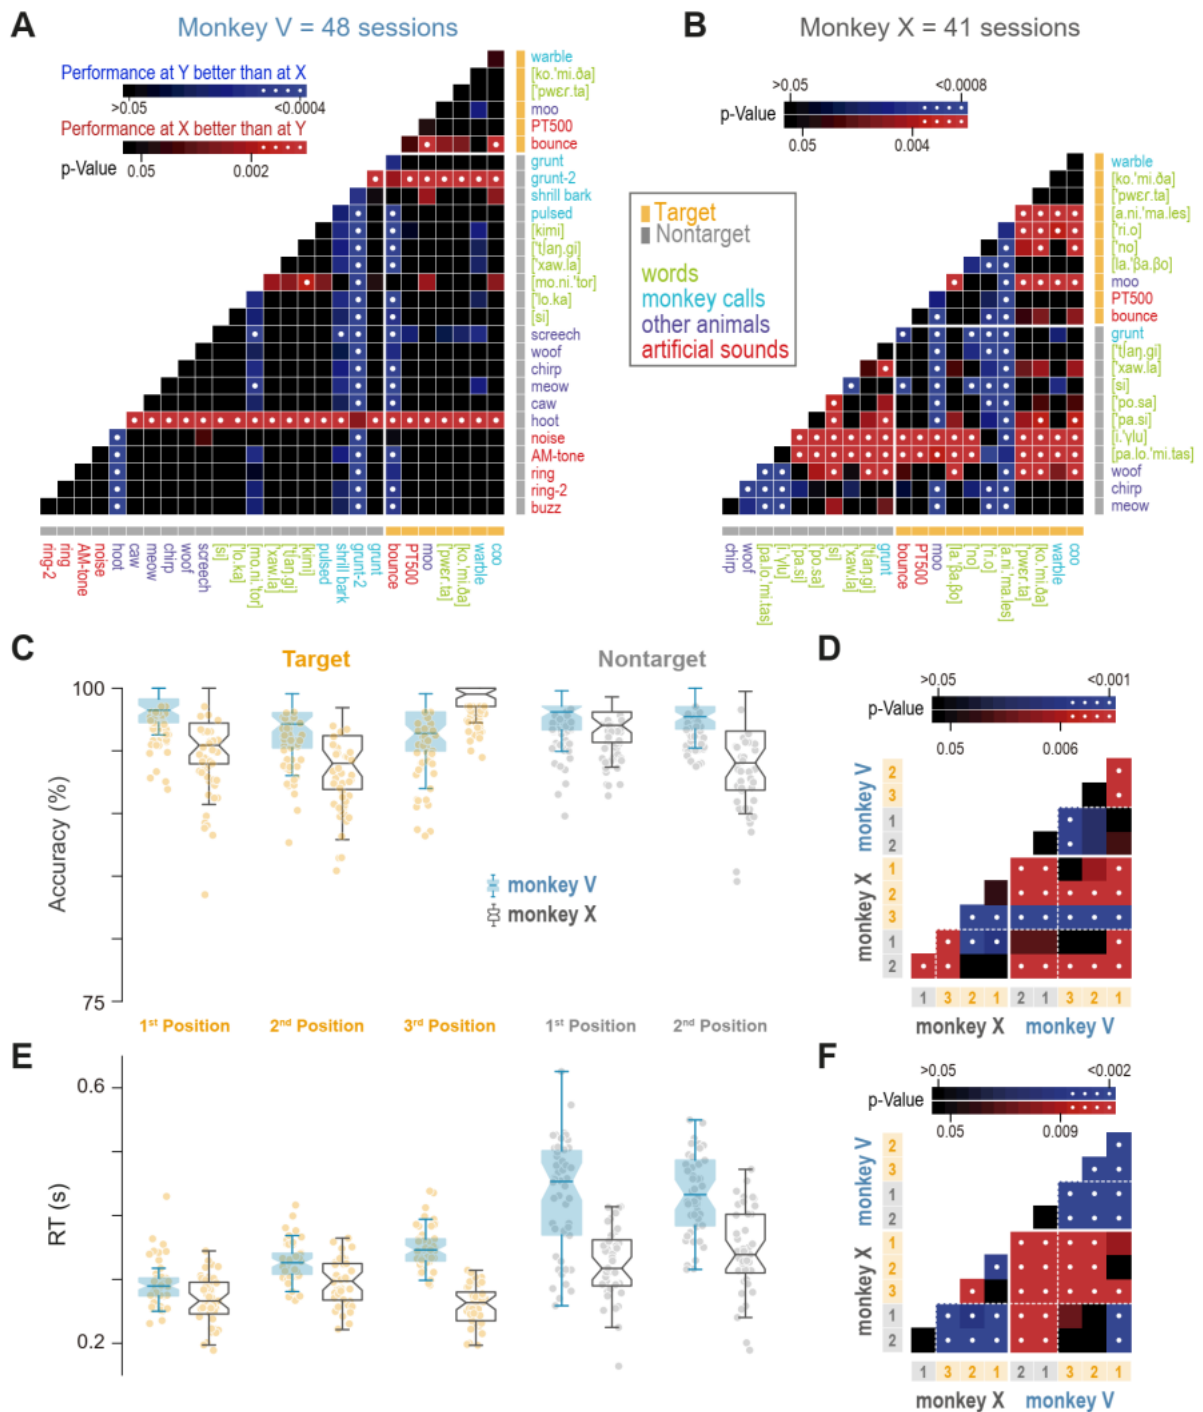 A
Monkey V = 48 sessions
Performance at Y better than at X
>0.05
<0.0004
Performance at X better than at Y
p-Value
0.05
0.002
warble
[ko.'mi.ða]
['pwɛɾ.ta]
moo
PT500
bounce
grunt
grunt-2
shrill bark
pulsed
[kimi]
['tʃaŋ.gi]
['xaw.la]
[mo.ni.'tor]
['lo.ka]
[si]
screech
woof
chirp
meow
caw
hoot
noise
AM-tone
ring
ring-2
buzz
ring-2
ring
AM-tone
noise
hoot
caw
meow
chirp
woof
screech
[si]
['lo.ka]
[mo.ni.'tor]
['xaw.la]
['tʃaŋ.gi]
[kimi]
pulsed
shrill bark
grunt-2
grunt
bounce
PT500
moo
['pwɛɾ.ta]
[ko.'mi.ða]
warble
coo
B
Monkey X = 41 sessions
>0.05
<0.0008
p-Value
0.05
0.004
Target
Nontarget
words
monkey calls
other animals
artificial sounds
warble
[ko.'mi.ða]
['pwɛɾ.ta]
[a.ni.'ma.les]
['ri.o]
['no]
[la.'βa.βo]
moo
PT500
bounce
grunt
['tʃaŋ.gi]
['xaw.la]
[si]
['po.sa]
['pa.si]
[i.'ɣlu]
[pa.lo.'mi.tas]
woof
chirp
meow
chirp
woof
[pa.lo.'mi.tas]
[i.'ɣlu]
['pa.si]
['po.sa]
[si]
['xaw.la]
['tʃaŋ.gi]
grunt
bounce
PT500
moo
[la.'βa.βo]
['no]
['ri.o]
[a.ni.'ma.les]
['pwɛɾ.ta]
[ko.'mi.ða]
warble
coo
C
Target
Nontarget
100
Accuracy (%)
75
monkey V
monkey X
1st Position
2nd Position
3rd Position
1st Position
2nd Position
D
>0.05
<0.001
p-Value
0.05
0.006
monkey V
2
3
1
2
monkey X
1
2
3
1
2
1 3 2 1 2 1 3 2 1
monkey X monkey V
E
0.6
RT (s)
0.2
F
>0.05
<0.002
p-Value
0.05
0.009
monkey V
2
3
1
2
monkey X
1
2
3
1
2
1 3 2 1 2 1 3 2 1
monkey X monkey V